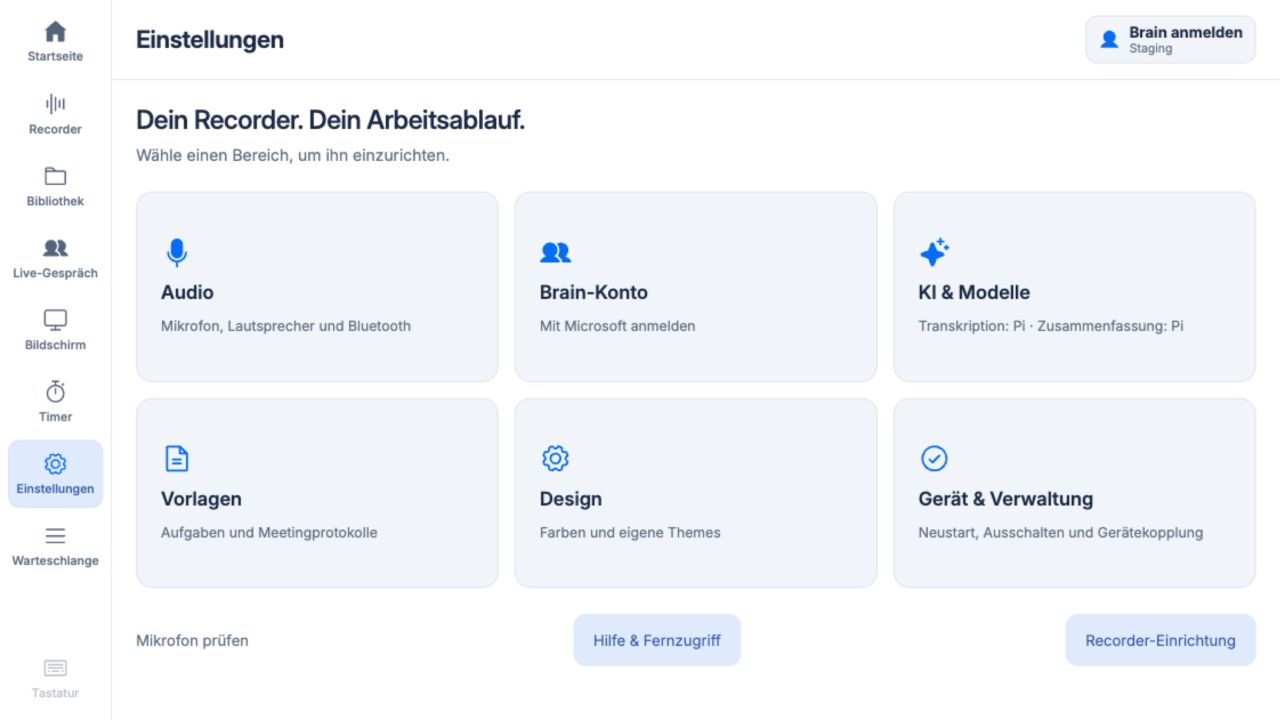 Startseite
Recorder
Bibliothek
Live-Gespräch
Bildschirm
Timer
Einstellungen
Warteschlange
Tastatur
Einstellungen
Brain anmelden
Staging
Dein Recorder. Dein Arbeitsablauf.
Wähle einen Bereich, um ihn einzurichten.
Audio
Mikrofon, Lautsprecher und Bluetooth
Brain-Konto
Mit Microsoft anmelden
KI & Modelle
Transkription: Pi · Zusammenfassung: Pi
Vorlagen
Aufgaben und Meetingprotokolle
Design
Farben und eigene Themes
Gerät & Verwaltung
Neustart, Ausschalten und Gerätekopplung
Mikrofon prüfen
Hilfe & Fernzugriff
Recorder-Einrichtung